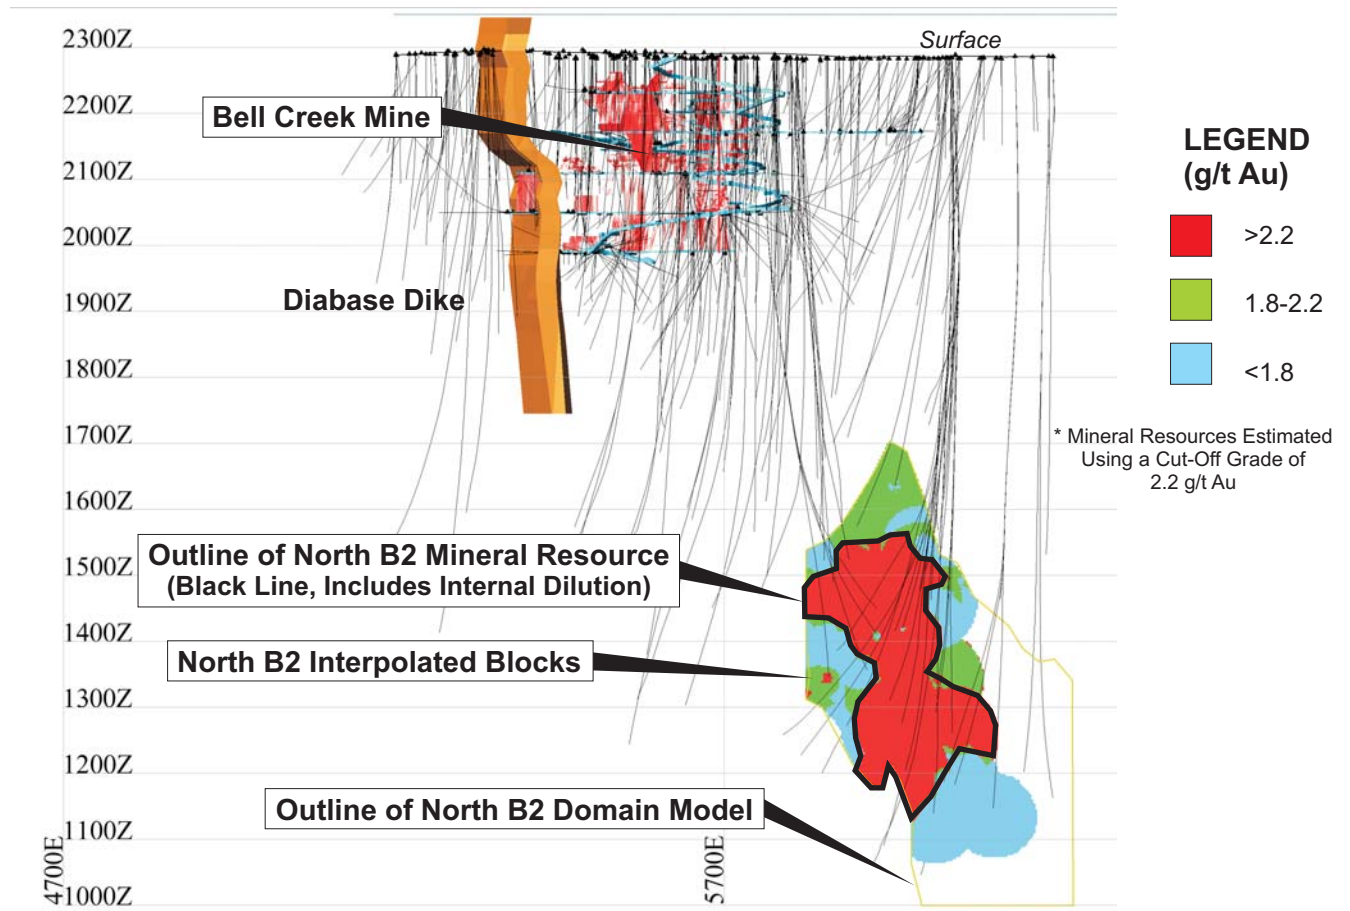 2300Z
Surface
2200Z
Bell Creek Mine
2100Z
2000Z
Diabase Dike
1900Z
1800Z
1700Z
1600Z
1500Z
Outline of North B2 Mineral Resource
(Black Line, Includes Internal Dilution)
1400Z
North B2 Interpolated Blocks
1300Z
1200Z
Outline of North B2 Domain Model
1100Z
1000Z
4700E
5700E
LEGEND
(g/t Au)
>2.2
1.8-2.2
<1.8
* Mineral Resources Estimated
Using a Cut-Off Grade of
2.2 g/t Au